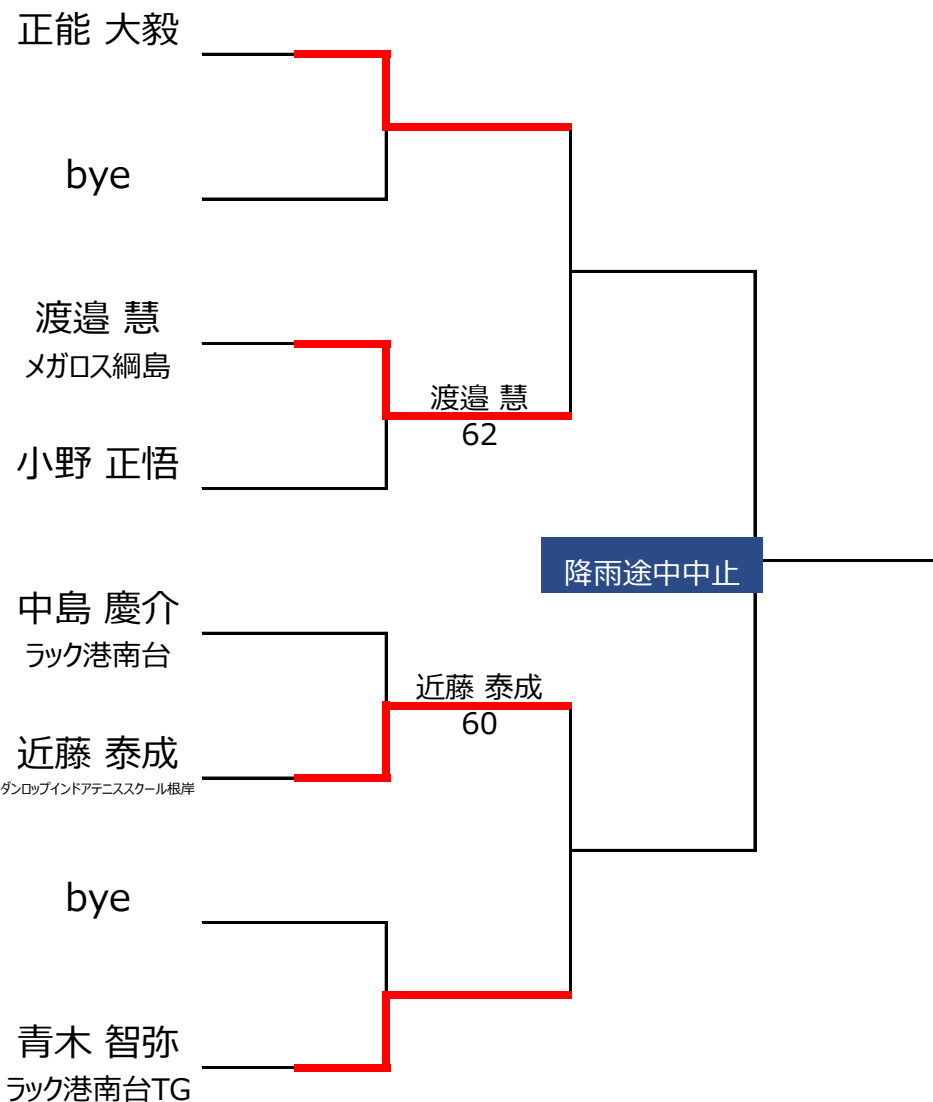 正能 大毅
bye
渡邉 慧
メガロス綱島
渡邉 慧
62
小野 正悟
降雨途中中止
中島 慶介
ラック港南台
近藤 泰成
60
近藤 泰成
ダンロップインドアテニススクール根岸
bye
青木 智弥
ラック港南台TG